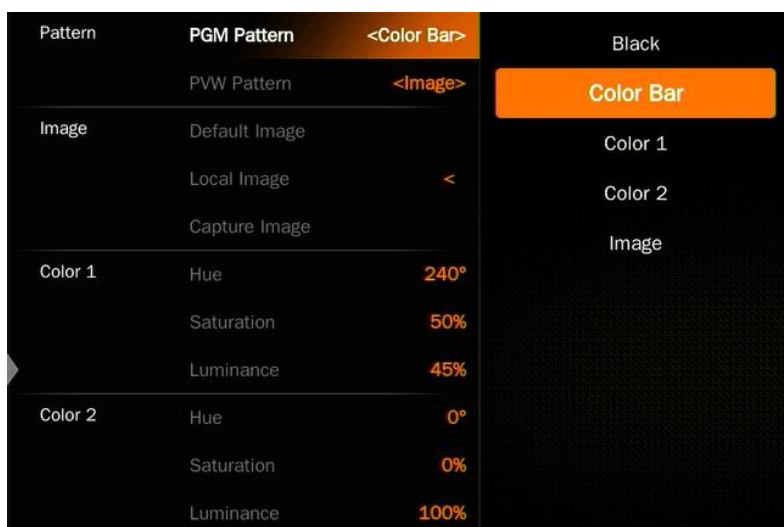 Pattern PGM Pattern <Color Bar>
PVW Pattern <Image>
Image Default Image
Local Image <
Capture Image
Color 1 Hue 240°
Saturation 50%
Luminance 45%
Color 2 Hue 0°
Saturation 0%
Luminance 100%
Black
Color Bar
Color 1
Color 2
Image